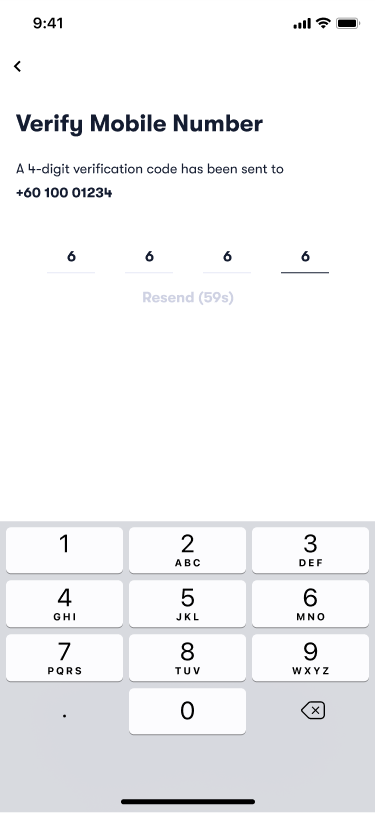 9:41
Verify Mobile Number
A 4-digit verification code has been sent to
+60 100 01234
6 6 6 6
Resend (59s)
1 2 3
ABC DEF
4 5 6
GHI JKL MNO
7 8 9
PQRS TUV WXYZ
. 0